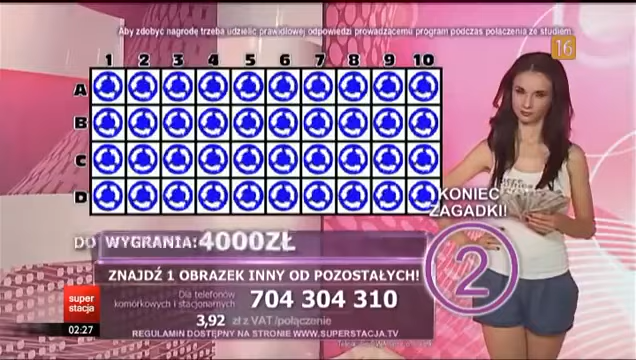 Aby zdobyć nagrodę trzeba udzielić prawidłowej odpowiedzi prowadzącemu program podczas połączenia ze studiem
16
1 2 3 4 5 6 7 8 9 10
A
B
C
D
KONIEC
ZAGADKI!
DO WYGRANIA: 4000ZŁ
2
ZNAJDŹ 1 OBRAZEK INNY OD POZOSTAŁYCH!
Dla telefonów
komórkowych i stacjonarnych
704 304 310
3,92 zł z VAT/połączenie
REGULAMIN DOSTĘPNY NA STRONIE WWW.SUPERSTACJA.TV
super
stacja
02:27